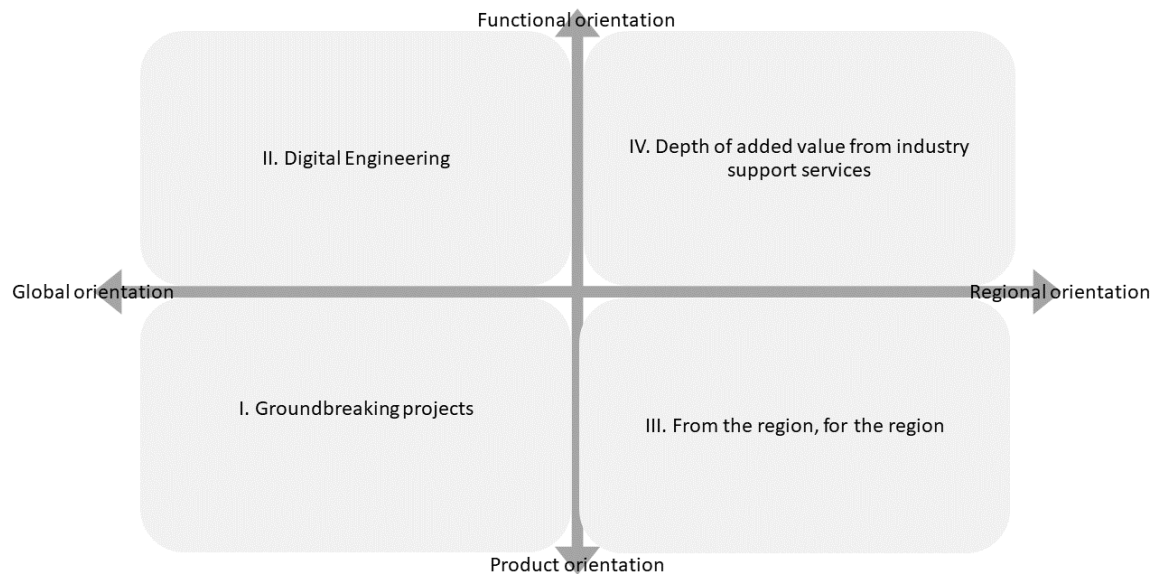 Functional orientation
II. Digital Engineering
IV. Depth of added value from industry
support services
Global orientation
Regional orientation
I. Groundbreaking projects
III. From the region, for the region
Product orientation